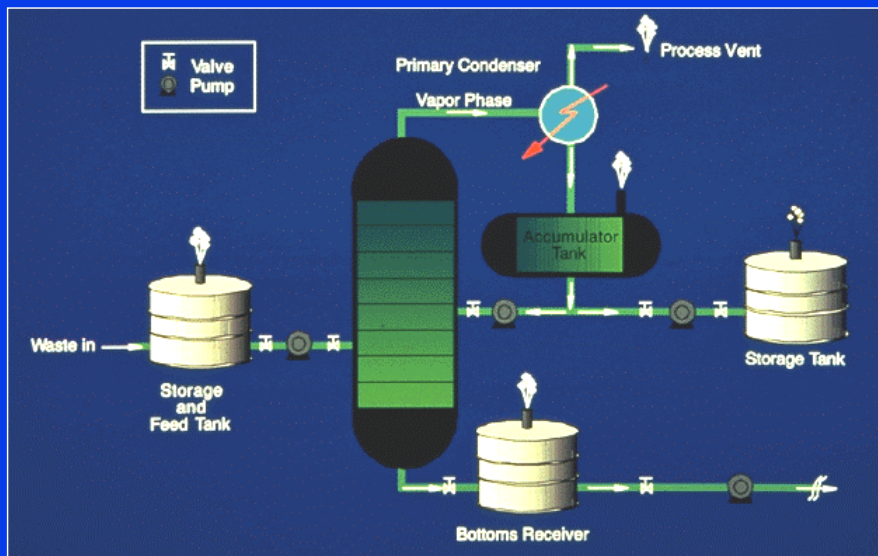 Valve
Pump
Primary Condenser
Process Vent
Vapor Phase
Accumulator
Tank
Waste in
Storage
and
Feed Tank
Storage Tank
Bottoms Receiver